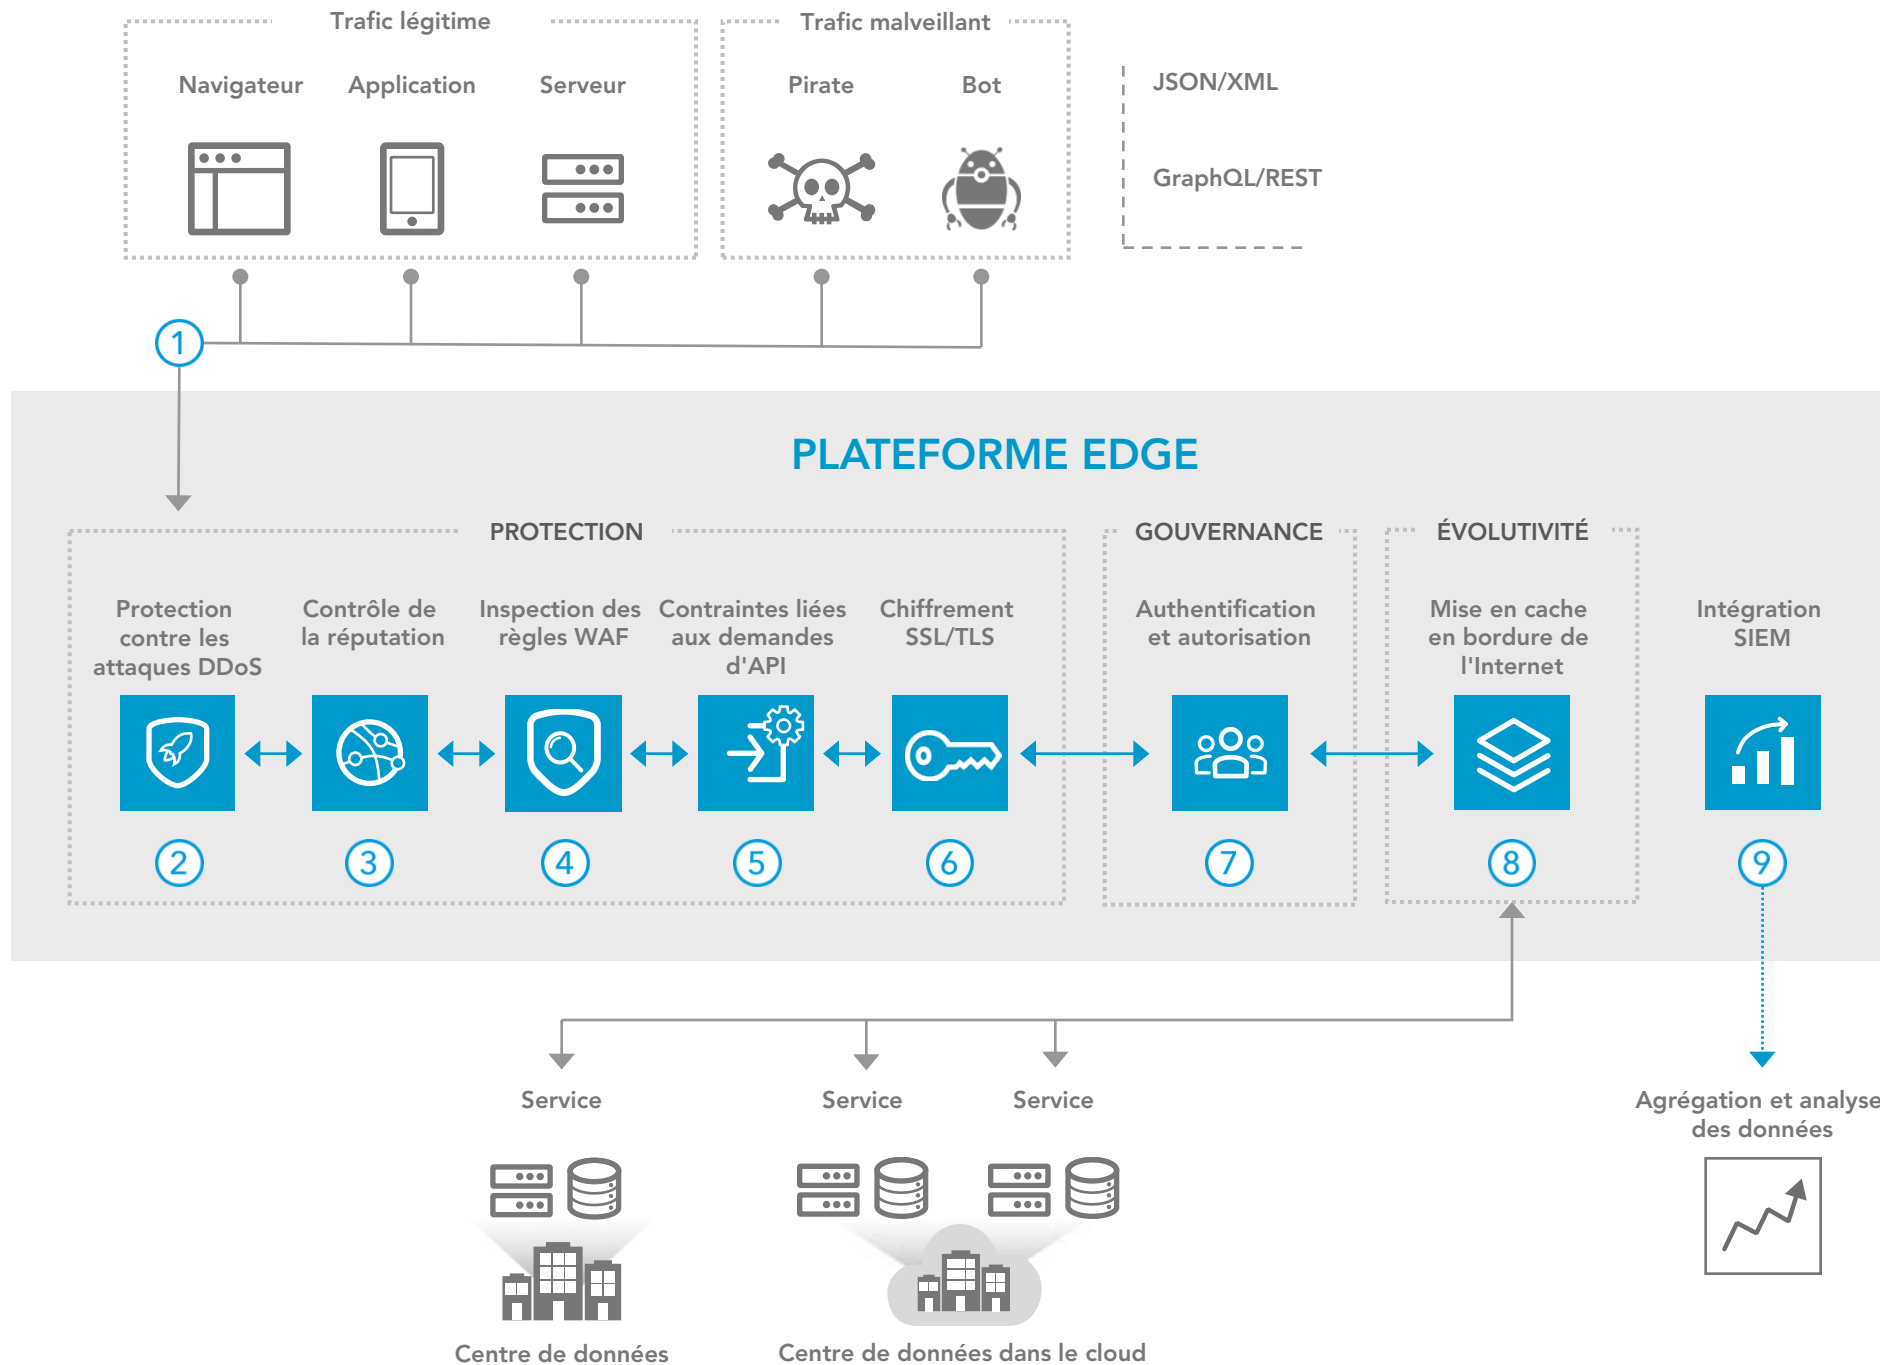 Trafic légitime
Trafic malveillant
Navigateur
Application
Serveur
Pirate
Bot
JSON/XML
GraphQL/REST
1
PLATEFORME EDGE
PROTECTION
GOUVERNANCE
ÉVOLUTIVITÉ
Protection
contre les
attaques DDoS
Contrôle de
la réputation
Inspection des
règles WAF
Contraintes liées
aux demandes
d'API
Chiffrement
SSL/TLS
Authentification
et autorisation
Mise en cache
en bordure de
l'Internet
Intégration
SIEM
2
3
4
5
6
7
8
9
Service
Service
Service
Agrégation et analyse
des données
Centre de données
Centre de données dans le cloud